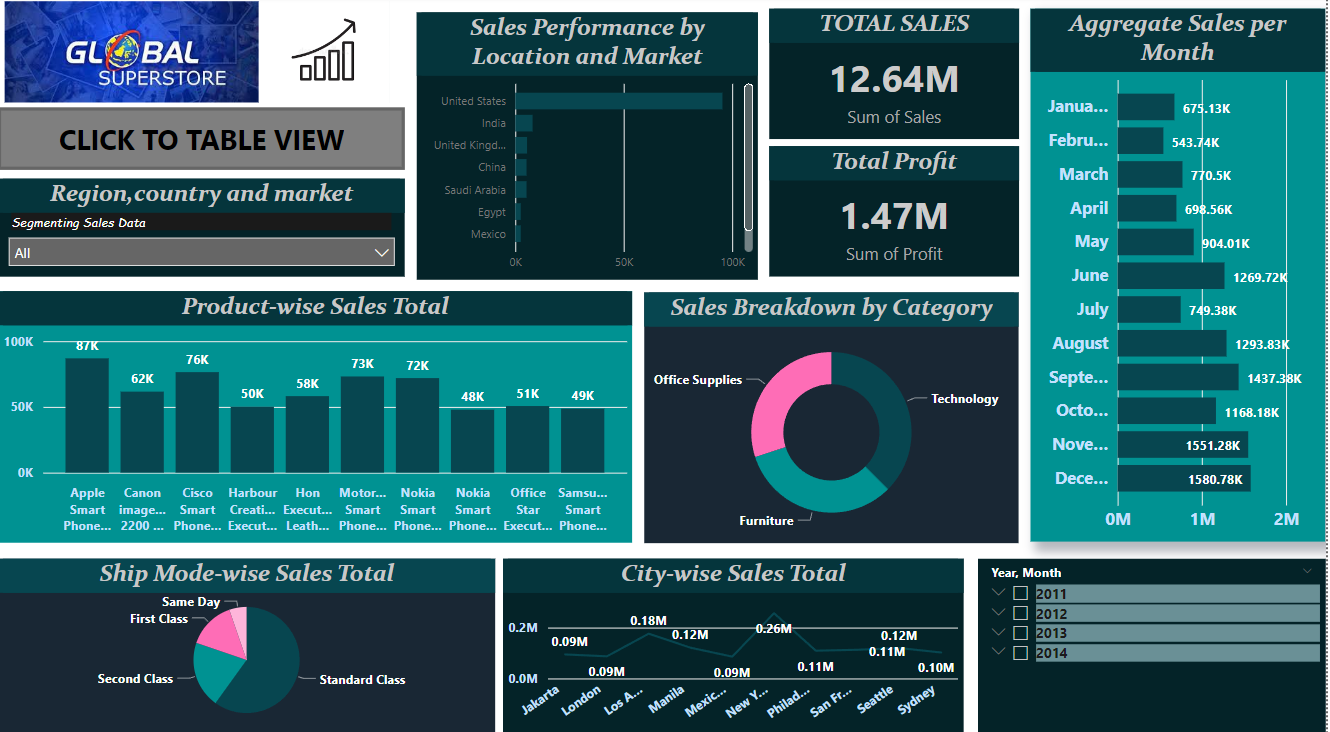 GLOBAL
SUPERSTORE
CLICK TO TABLE VIEW
Region,country and market
Segmenting Sales Data
All
Sales Performance by
Location and Market
United States
India
United Kingd...
China
Saudi Arabia
Egypt
Mexico
0K 50K 100K
TOTAL SALES
12.64M
Sum of Sales
Total Profit
1.47M
Sum of Profit
Aggregate Sales per
Month
Janua... 675.13K
Febru... 543.74K
March 770.5K
April 698.56K
May 904.01K
June 1269.72K
July 749.38K
August 1293.83K
Septe... 1437.38K
Octo... 1168.18K
Nove... 1551.28K
Dece... 1580.78K
0M 1M 2M
Product-wise Sales Total
100K
50K
0K
87K 62K 76K 50K 58K 73K 72K 48K 51K 49K
Apple Canon Cisco Harbour Hon Motor... Nokia Nokia Office Samsu...
Smart image... Smart Creati... Execut... Smart Smart Smart Star Smart
Phone... 2200 ... Phone... Execut... Leath... Phone... Phone... Phone... Execut... Phone...
Sales Breakdown by Category
Office Supplies
Technology
Furniture
Ship Mode-wise Sales Total
Same Day
First Class
Second Class
Standard Class
City-wise Sales Total
0.2M
0.0M
0.09M 0.09M 0.18M 0.12M 0.09M 0.26M 0.11M 0.11M 0.12M 0.10M
Jakarta London Los A... Manila Mexic... New Y... Philad... San Fr... Seattle Sydney
Year, Month
2011
2012
2013
2014